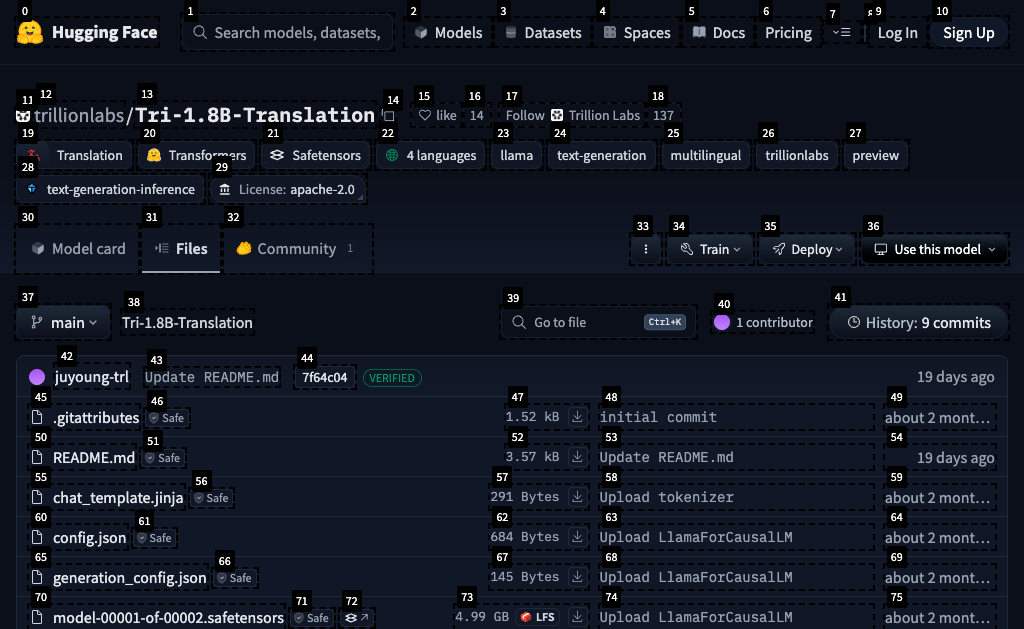 0 1 2 3 4 5 6 7 8 9 10
Hugging Face Search models, datasets, Models Datasets Spaces Docs Pricing Log In Sign Up
11 12 13 14 15 16 17 18
trillionlabs/Tri-1.8B-Translation like 14 Follow Trillion Labs 137
19 20 21 22 23 24 25 26 27
Translation Transformers Safetensors 4 languages llama text-generation multilingual trillionlabs preview
28 29
text-generation-inference License: apache-2.0
30 31 32 33 34 35 36
Model card Files Community 1 Train Deploy Use this model
37 38 39 40 41
main Tri-1.8B-Translation Go to file Ctrl+K 1 contributor History: 9 commits
42 43 44
juyoung-trl Update README.md 7f64c04 VERIFIED 19 days ago
45 46 47 48 49
.gitattributes Safe 1.52 kB initial commit about 2 mont...
50 51 52 53 54
README.md Safe 3.57 kB Update README.md 19 days ago
55 56 57 58 59
chat_template.jinja Safe 291 Bytes Upload tokenizer about 2 mont...
60 61 62 63 64
config.json Safe 684 Bytes Upload LlamaForCausalLM about 2 mont...
65 66 67 68 69
generation_config.json Safe 145 Bytes Upload LlamaForCausalLM about 2 mont...
70 71 72 73 74 75
model-00001-of-00002.safetensors Safe 4.99 GB LFS Upload LlamaForCausalLM about 2 mont...